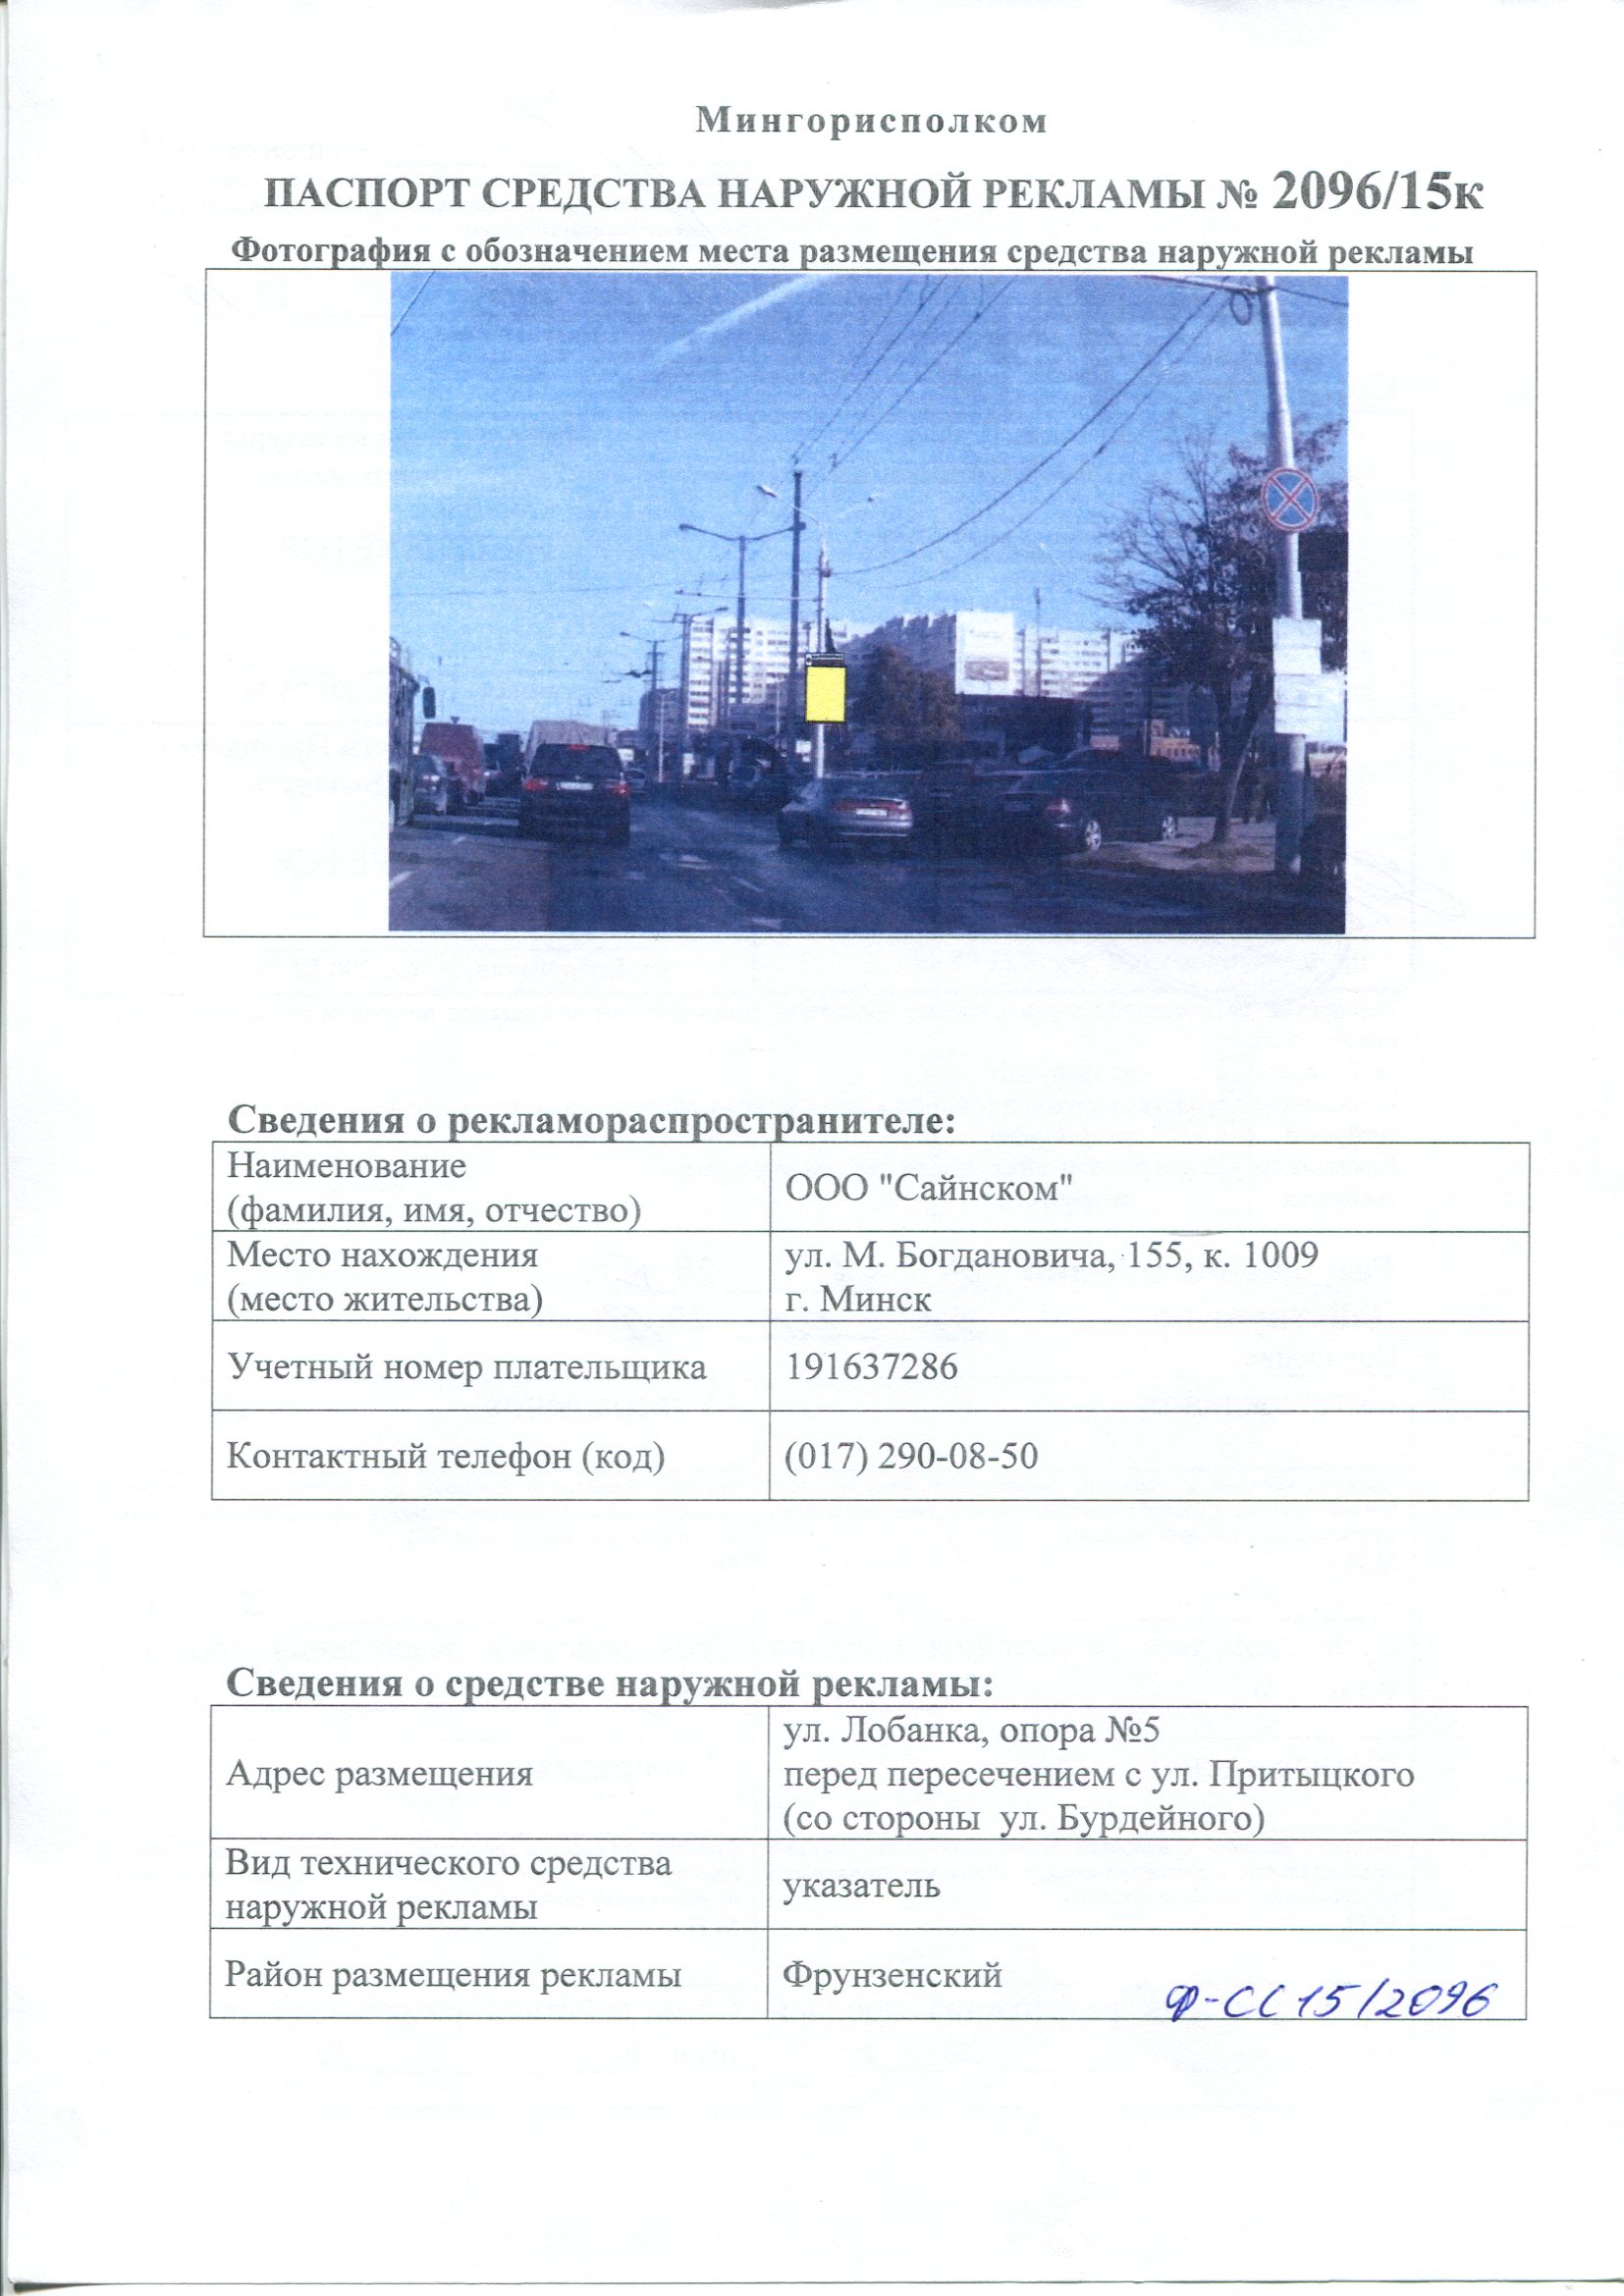 Мингорисполком
ПАСПОРТ СРЕДСТВА НАРУЖНОЙ РЕКЛАМЫ № 2096/15к
Фотография с обозначением места размещения средства наружной рекламы
Сведения о рекламораспространителе:
Наименование
(фамилия, имя, отчество)
ООО "Сайнском"
Место нахождения
(место жительства)
ул. М. Богдановича, 155, к. 1009
г. Минск
Учетный номер плательщика
191637286
Контактный телефон (код)
(017) 290-08-50
Сведения о средстве наружной рекламы:
Адрес размещения
ул. Лобанка, опора №5
перед пересечением с ул. Притыцкого
(со стороны ул. Бурдейного)
Вид технического средства
наружной рекламы
указатель
Район размещения рекламы
Фрунзенский
Ф-СС 15/2096